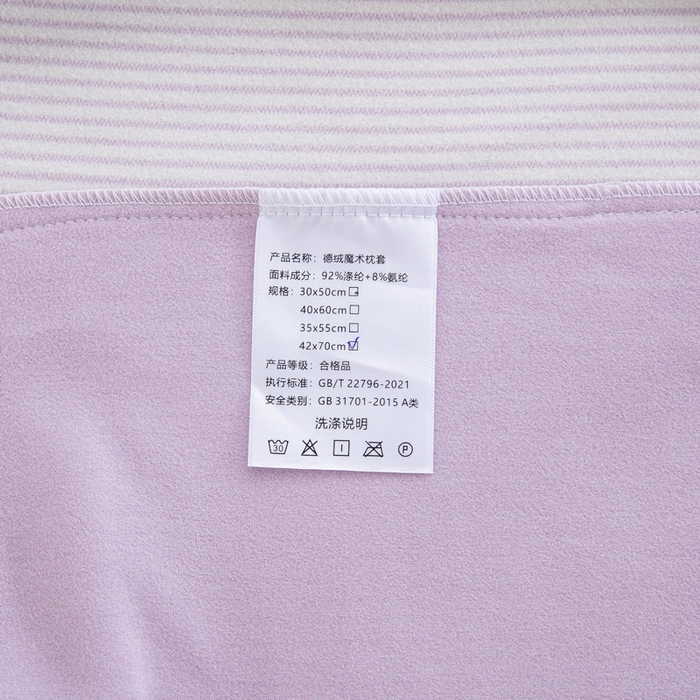 产品名称：德绒魔术枕套
面料成分：92%涤纶+8%氨纶
规格：30x50cm□
40x60cm□
35x55cm□
42x70cm☑
产品等级：合格品
执行标准：GB/T 22796-2021
安全类别：GB 31701-2015 A类
洗涤说明
30 P